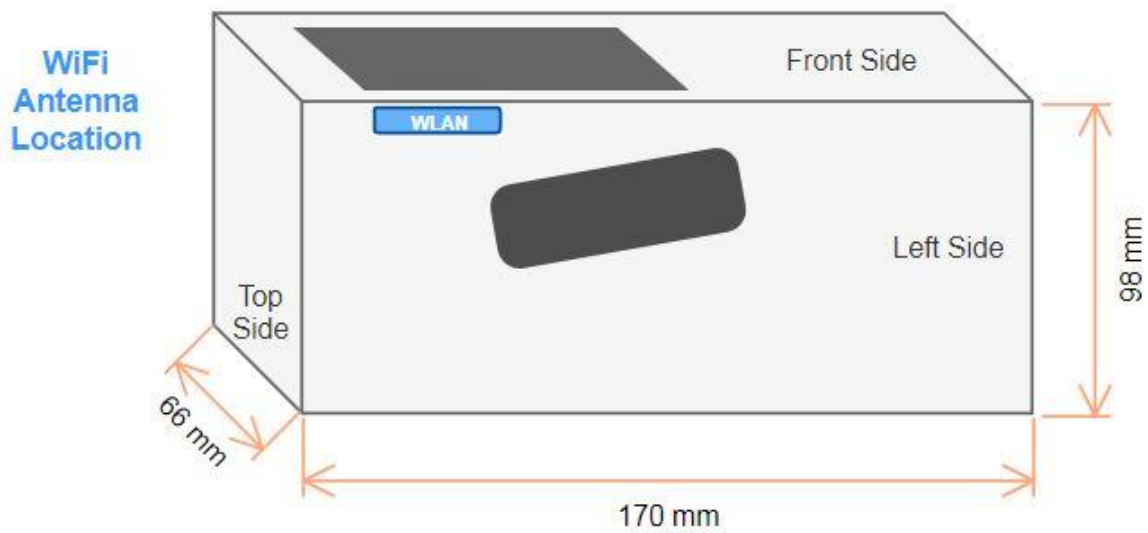 WiFi
Antenna
Location
Front Side
WLAN
Left Side
98 mm
Top
Side
66 mm
170 mm